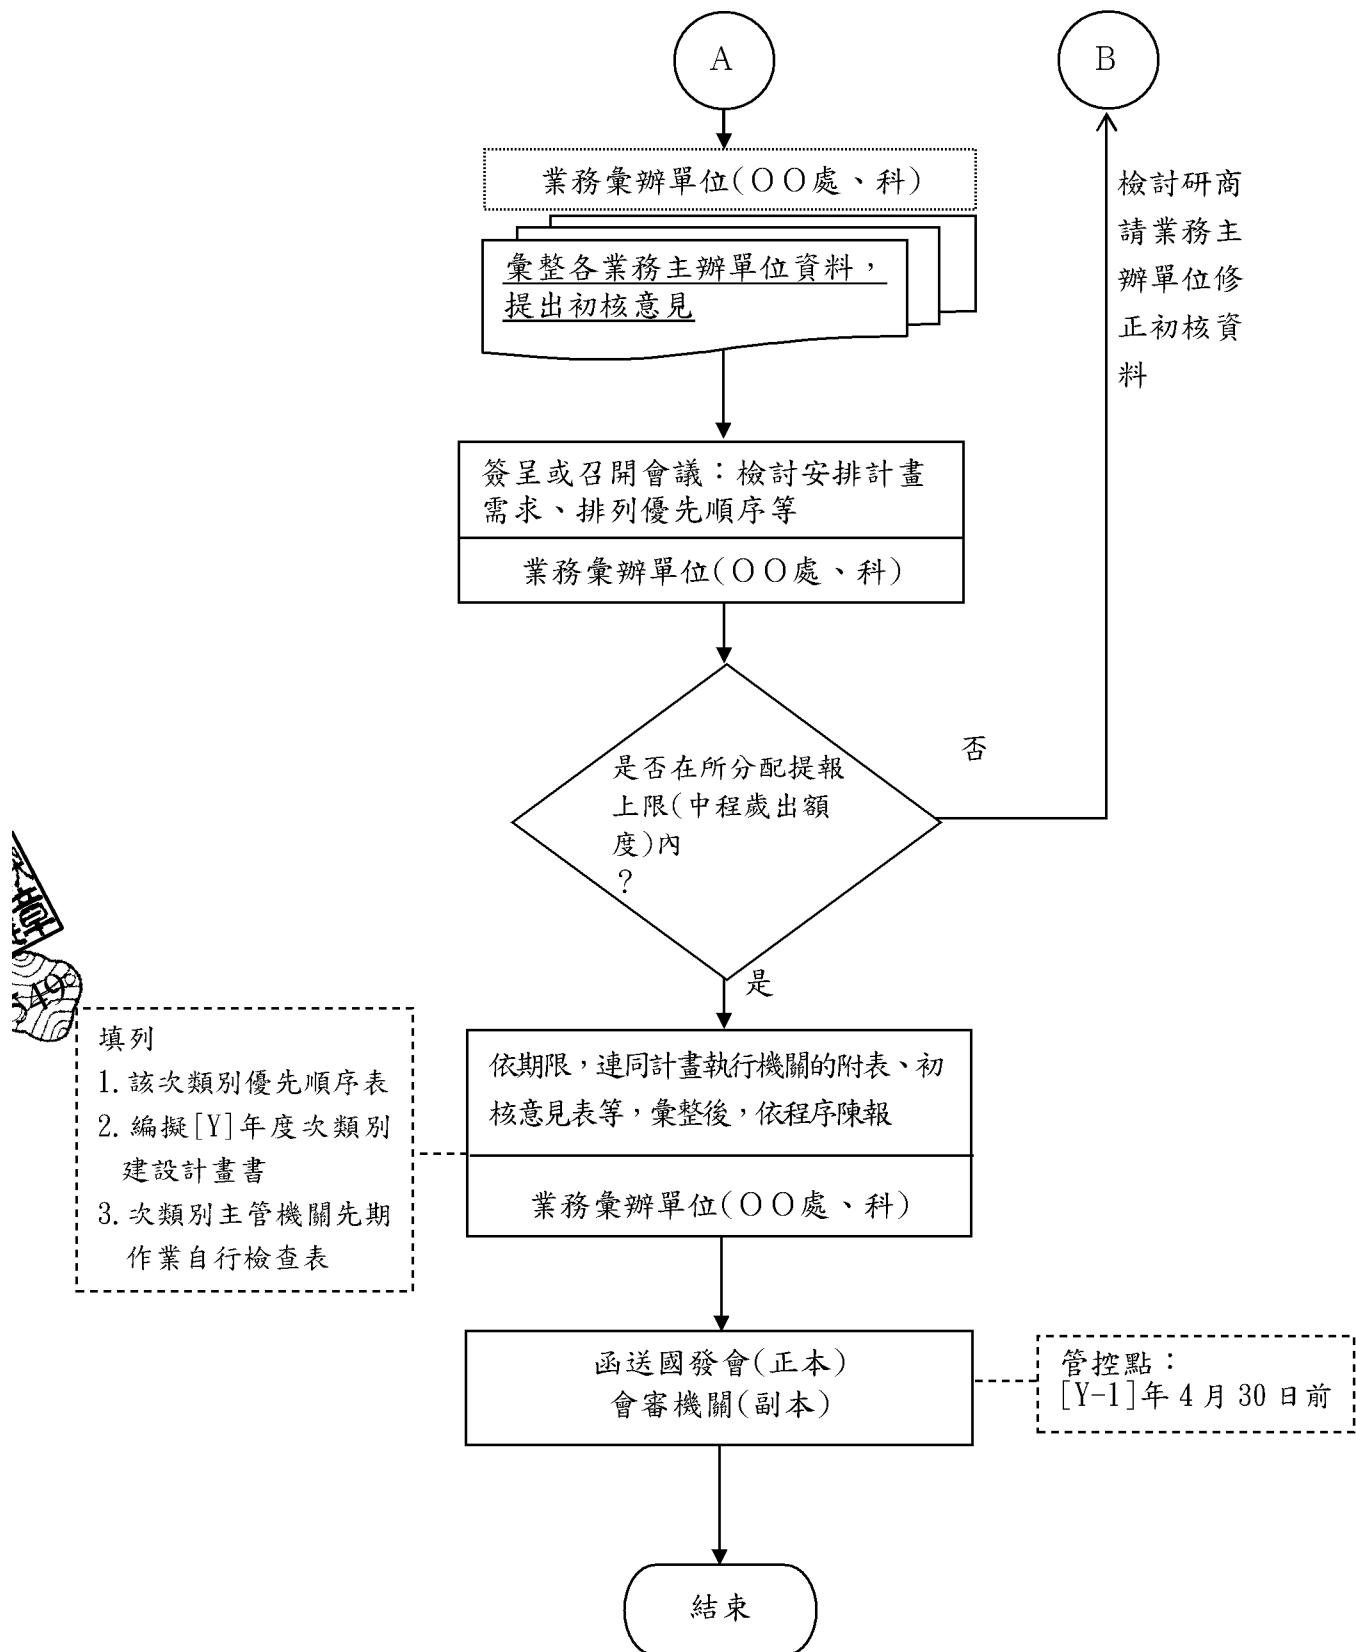 A
B
業務彙辦單位(〇〇處、科)
檢討研商
請業務主
辦單位修
正初核資
料
彙整各業務主辦單位資料，
提出初核意見
簽呈或召開會議：檢討安排計畫
需求、排列優先順序等
業務彙辦單位(〇〇處、科)
是否在所分配提報
上限(中程歲出額
度)內
?
否
是
填列
1.該次類別優先順序表
2.編擬[Y]年度次類別
建設計畫書
3.次類別主管機關先期
作業自行檢查表
依期限，連同計畫執行機關的附表、初
核意見表等，彙整後，依程序陳報
業務彙辦單位(〇〇處、科)
函送國發會(正本)
會審機關(副本)
管控點：
[Y-1]年 4 月 30 日前
結束